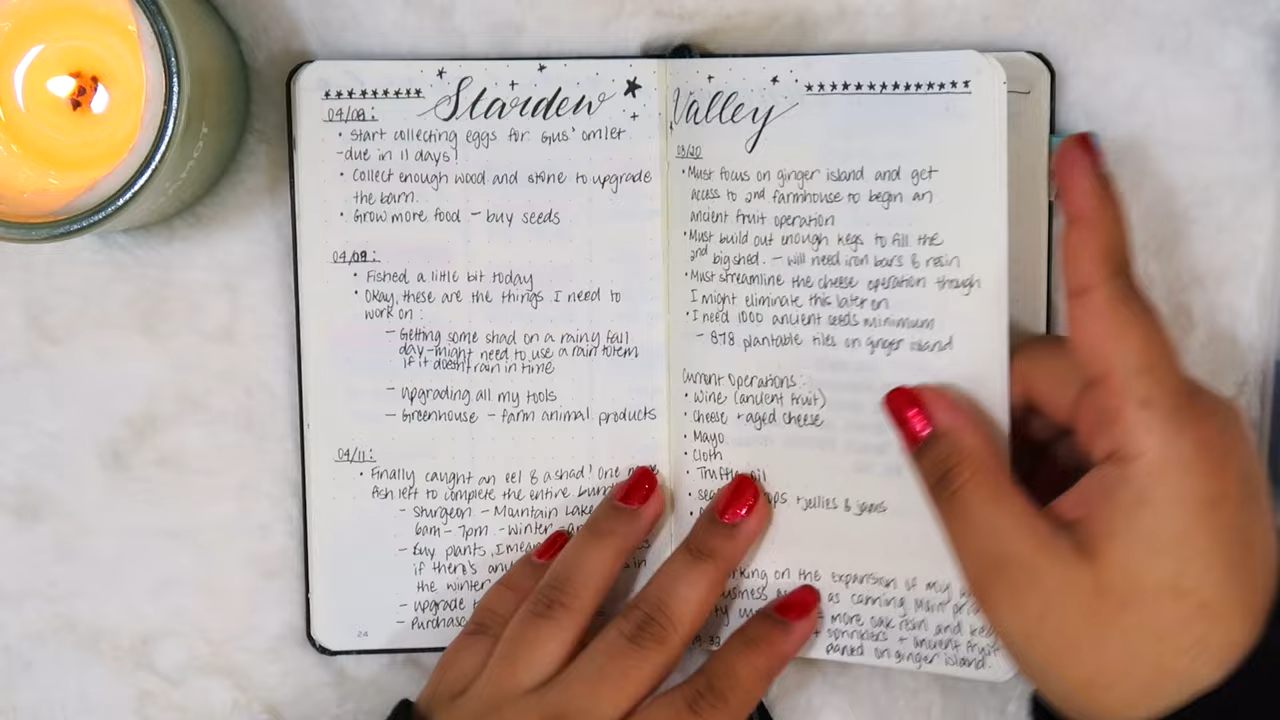 Stardew Valley
04/08:
• Start collecting eggs for Gus' omlet
-due in 11 days!
• Collect enough wood and stone to upgrade
the barn.
• Grow more food — buy seeds
04/09:
• Fished a little bit today
• Okay, these are the things I need to
work on:
— Getting some shad on a rainy fall
day-might need to use a rain totem
if it doesn't rain in time
— upgrading all my tools
— Greenhouse — farm animal products
04/11:
• Finally caught an eel & a shad! One more
fish left to complete the entire bund
— Sturgeon — Mountain Lake
6am — 7pm — Winter
— Buy plants, I mean
if there's any in
the winter
— upgrade
— Purchase
24
03/20
• Must focus on ginger island and get
access to 2nd farmhouse to begin an
ancient fruit operation
• Must build out enough kegs to fill the
2nd big shed. — will need iron bars & resin
• Must streamline the cheese operation though
I might eliminate this later on
• I need 1000 ancient seeds minimum
— 878 plantable tiles on ginger island
Current Operations:
• Wine (ancient fruit)
• Cheese + aged cheese
• Mayo
• Cloth
• Truffle oil
• + jellies & jams
on the expansion of my
as canning
more oak resin and
+ sprinklers + ancient fruit
on ginger island.